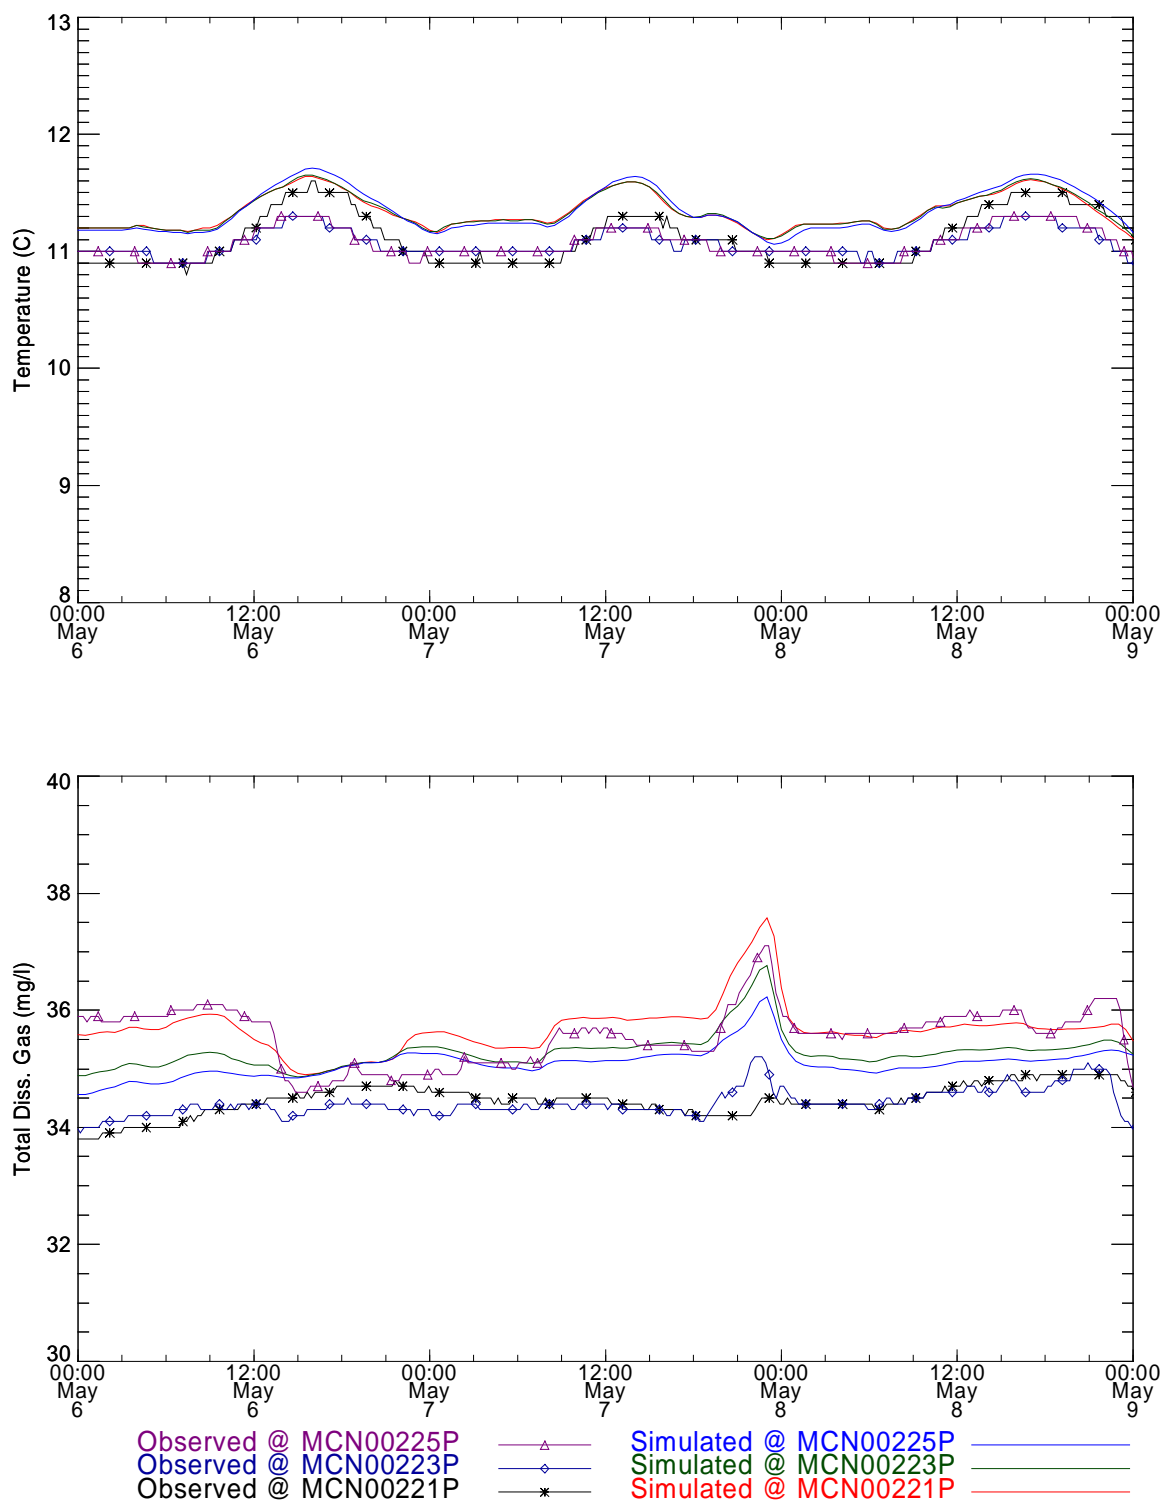 13
12
11
10
9
8
Temperature (C)
00:00 12:00 00:00 12:00 00:00 12:00 00:00
May May May May May May May
6 6 7 7 8 8 9
40
38
36
34
32
30
Total Diss. Gas (mg/l)
00:00 12:00 00:00 12:00 00:00 12:00 00:00
May May May May May May May
6 6 7 7 8 8 9
Observed @ MCN00225P Simulated @ MCN00225P
Observed @ MCN00223P Simulated @ MCN00223P
Observed @ MCN00221P Simulated @ MCN00221P